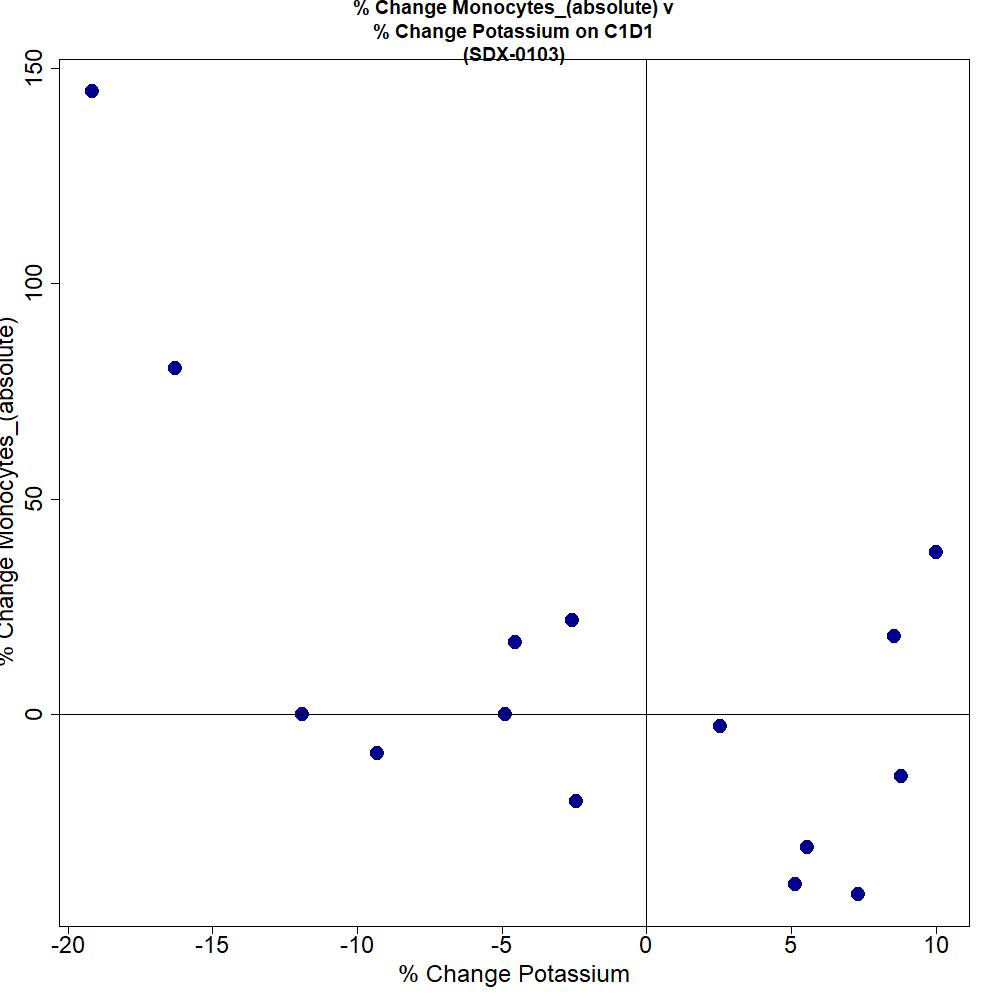 % Change Monocytes_(absolute) v
% Change Potassium on C1D1
(SDX-0103)
% Change Monocytes_(absolute)
150
100
50
0
-20
-15
-10
-5
0
5
10
% Change Potassium